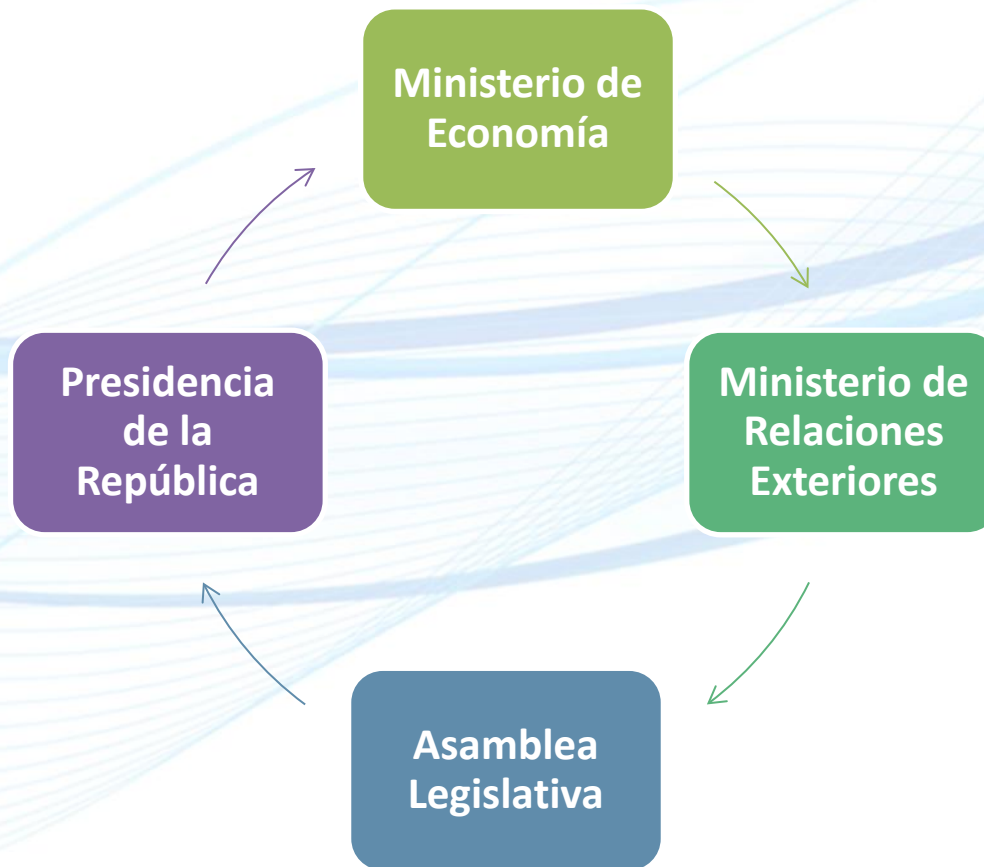 Ministerio de
Economía
Presidencia
de la
República
Ministerio de
Relaciones
Exteriores
Asamblea
Legislativa